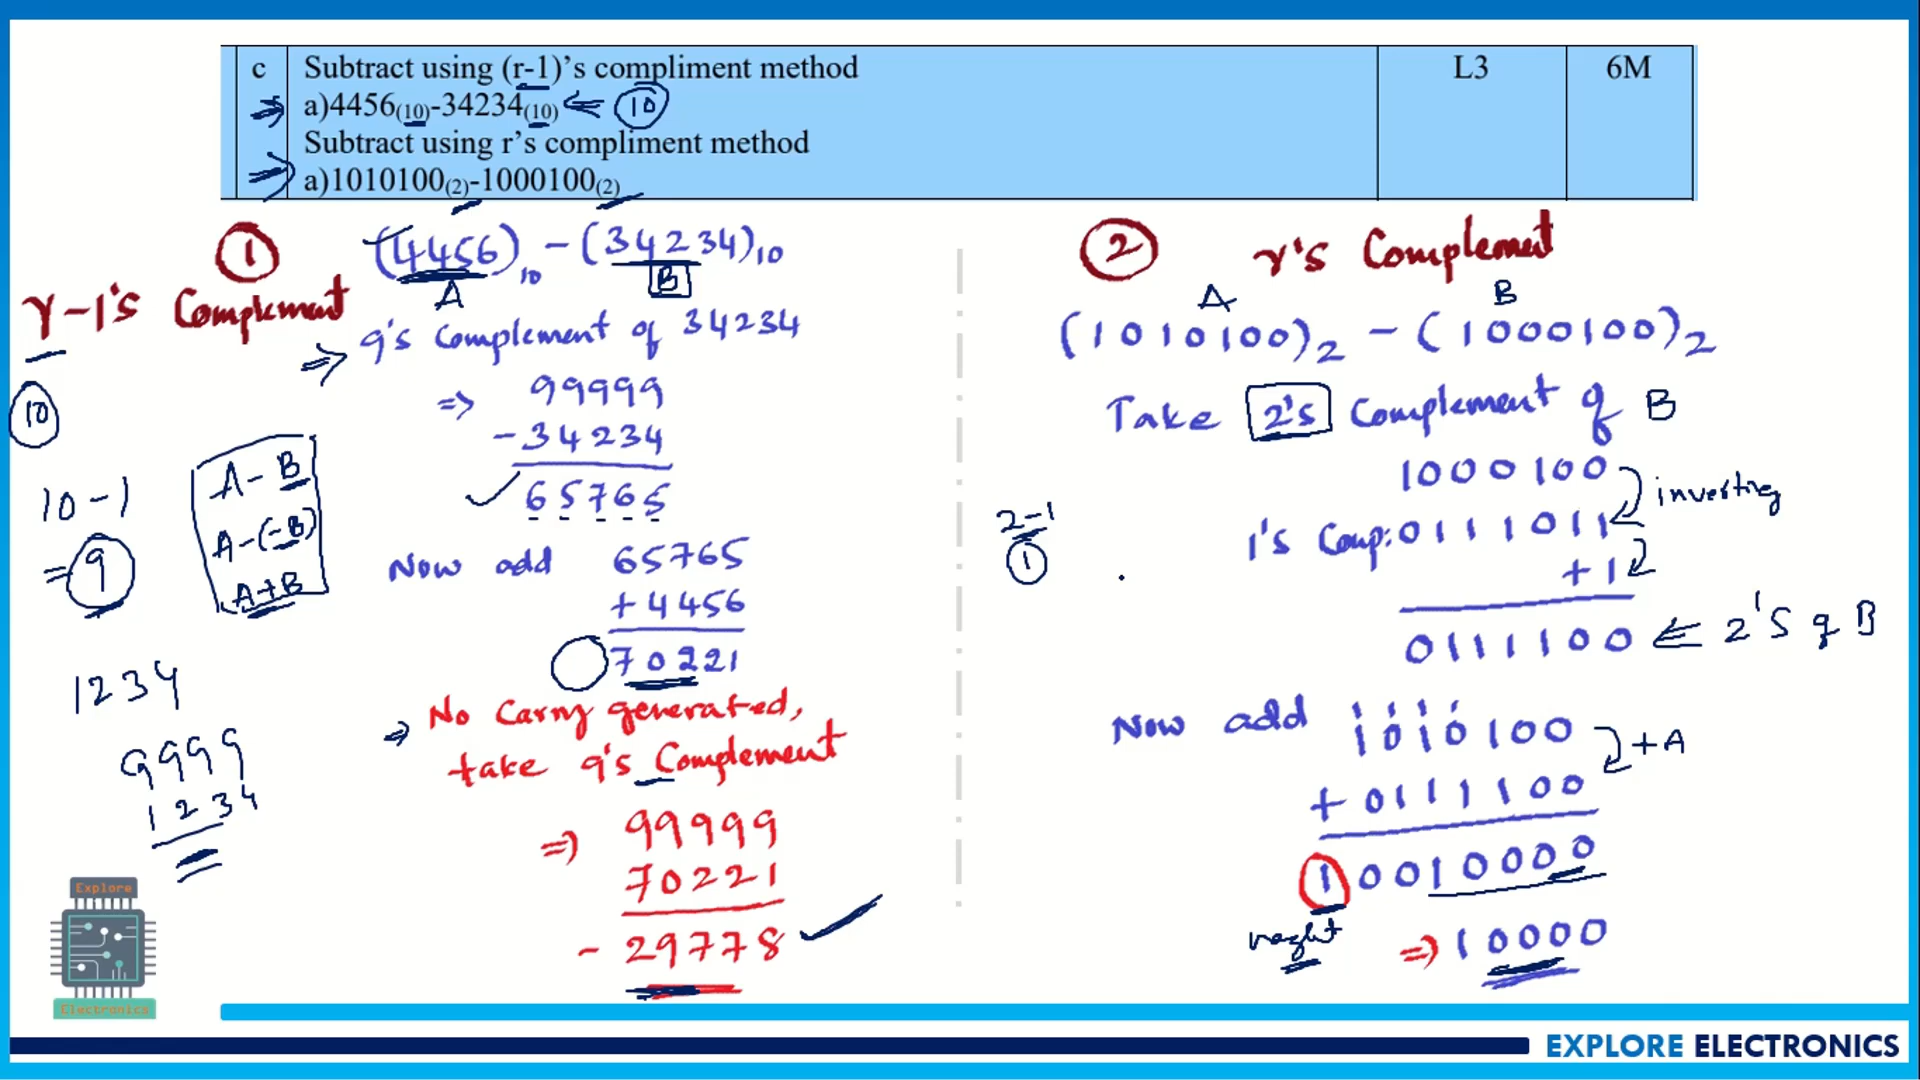 c Subtract using (r-1)'s compliment method L3 6M
a)4456(10)-34234(10) 10
Subtract using r's compliment method
a)1010100(2)-1000100(2)
1 (4456)10 - (34234)10
A B
r-1's Complement
9's Complement of 34234
=> 99999
-34234
65765
10
10-1
=9
A-B
A-(-B)
A+B
Now add 65765
+4456
70221
1234
9999
1234
=> No Carry generated,
take 9's Complement
=> 99999
70221
- 29778
2 r's Complement
A B
(1010100)2 - (1000100)2
Take 2's Complement of B
1000100
inverting
2-1
1
1's Comp: 0111011
+1
0111100 <= 2's of B
Now add 1111
1010100
+A
+0111100
1 0010000
=> 10000
Explore
Electronics
EXPLORE ELECTRONICS